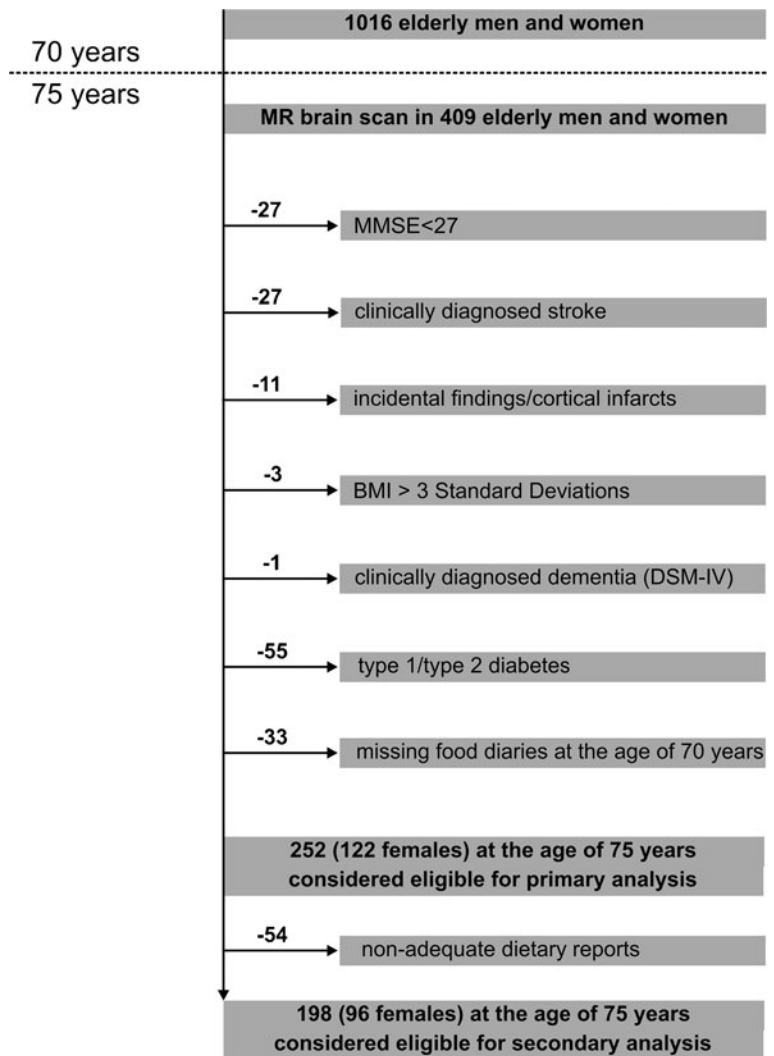 1016 elderly men and women
70 years
75 years
MR brain scan in 409 elderly men and women
-27
MMSE<27
-27
clinically diagnosed stroke
-11
incidental findings/cortical infarcts
-3
BMI > 3 Standard Deviations
-1
clinically diagnosed dementia (DSM-IV)
-55
type 1/type 2 diabetes
-33
missing food diaries at the age of 70 years
252 (122 females) at the age of 75 years
considered eligible for primary analysis
-54
non-adequate dietary reports
198 (96 females) at the age of 75 years
considered eligible for secondary analysis